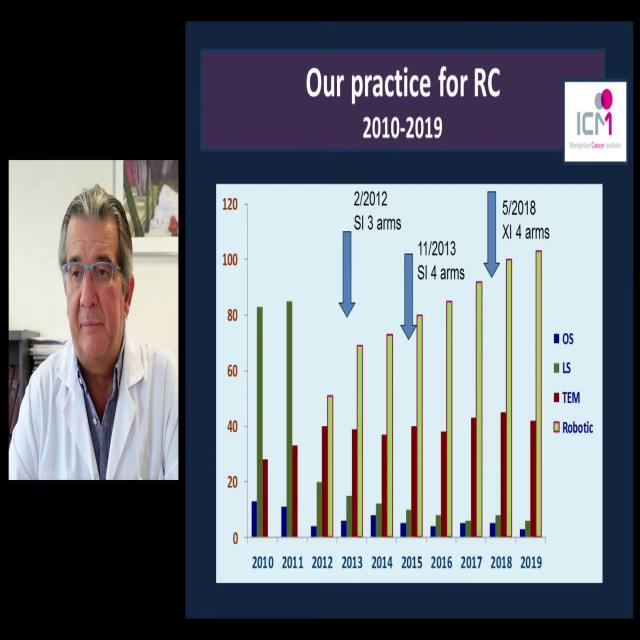 Our practice for RC
2010-2019
ICM
Montpellier Cancer Institute
120
100
80
60
40
20
0
2/2012
SI 3 arms
11/2013
SI 4 arms
5/2018
XI 4 arms
OS
LS
TEM
Robotic
2010 2011 2012 2013 2014 2015 2016 2017 2018 2019